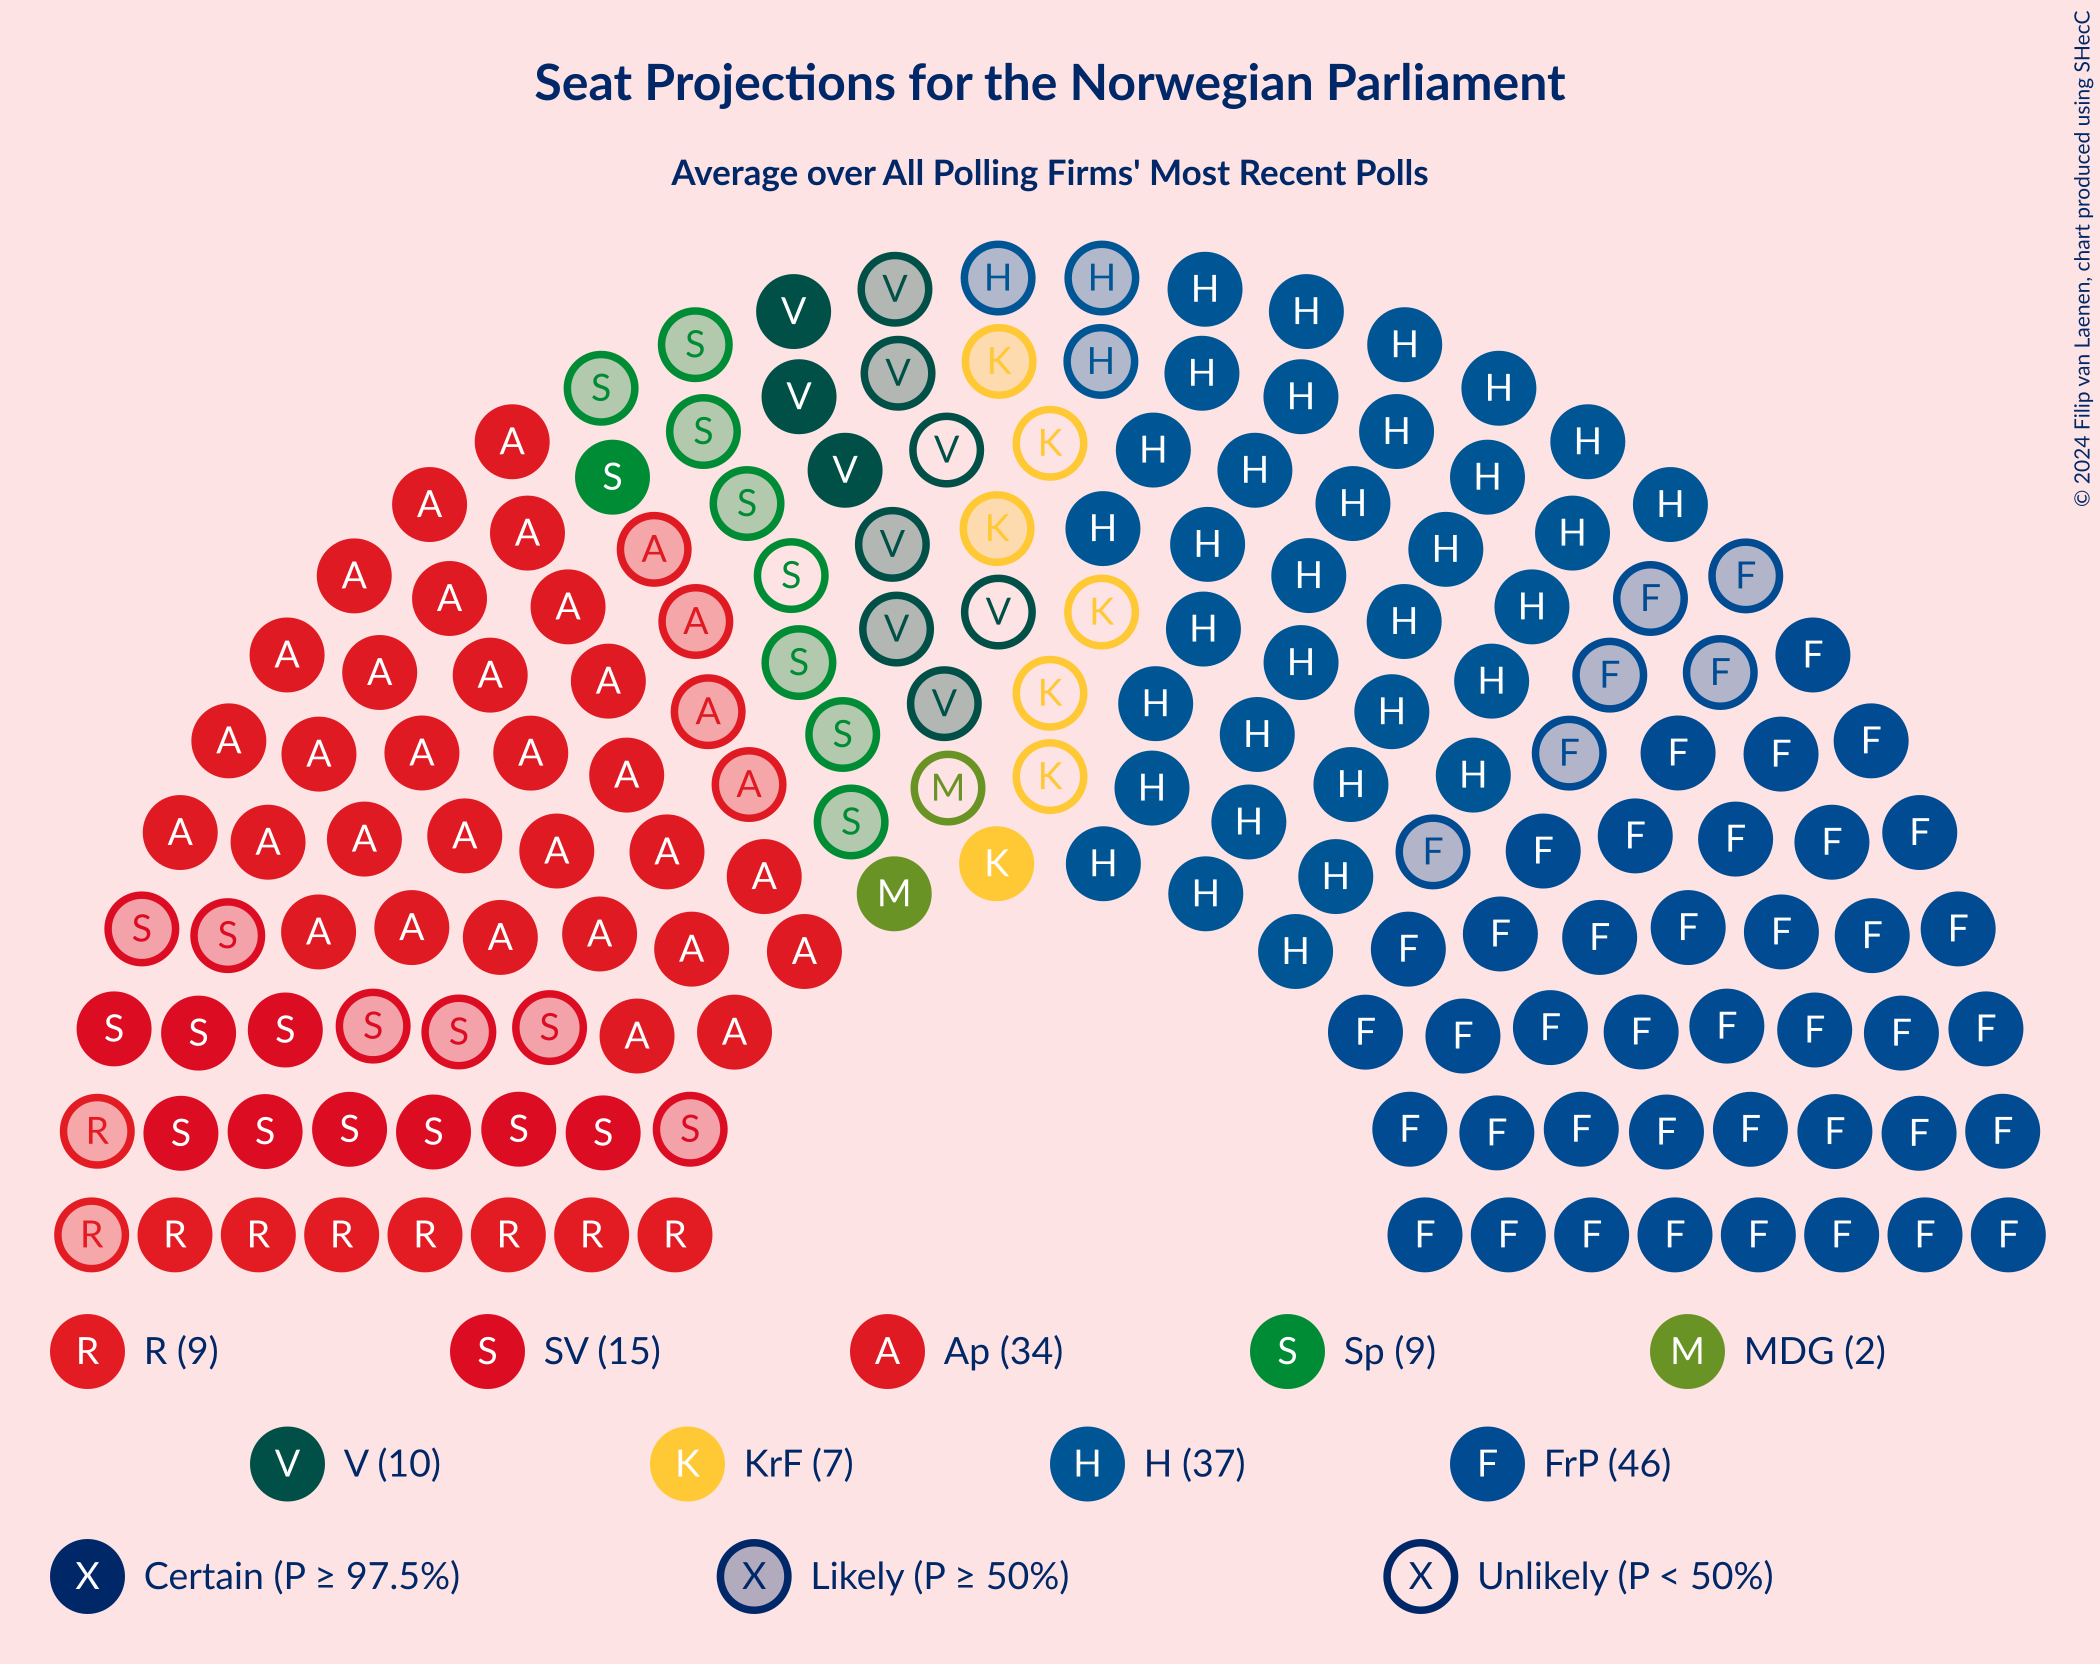 Seat Projections for the Norwegian Parliament
Average over All Polling Firms' Most Recent Polls
© 2024 Filip van Laenen, chart produced using SHecC
H H
V H
V H
S H
K H
S V V H H
S H
S V H
A K H
V V H
S H
A S H H
A H
S H H
A K H
A A V H
H F
A S H F
A A H
A V K H
A S V H H
A F
A A K H F F
A A S V H H
A F
A A A S H H F F F
A A M K H H H F
A A A A A A S H F F F F F
A M K H H H
S S A A A A A A H F F F F F F F
S S S S S S A A F F F F F F F F
R S S S S S S S F F F F F F F F
R R R R R R R R F F F F F F F F
R R (9) S SV (15) A Ap (34) S Sp (9) M MDG (2)
V V (10) K KrF (7) H H (37) F FrP (46)
X Certain (P ≥ 97.5%) X Likely (P ≥ 50%) X Unlikely (P < 50%)